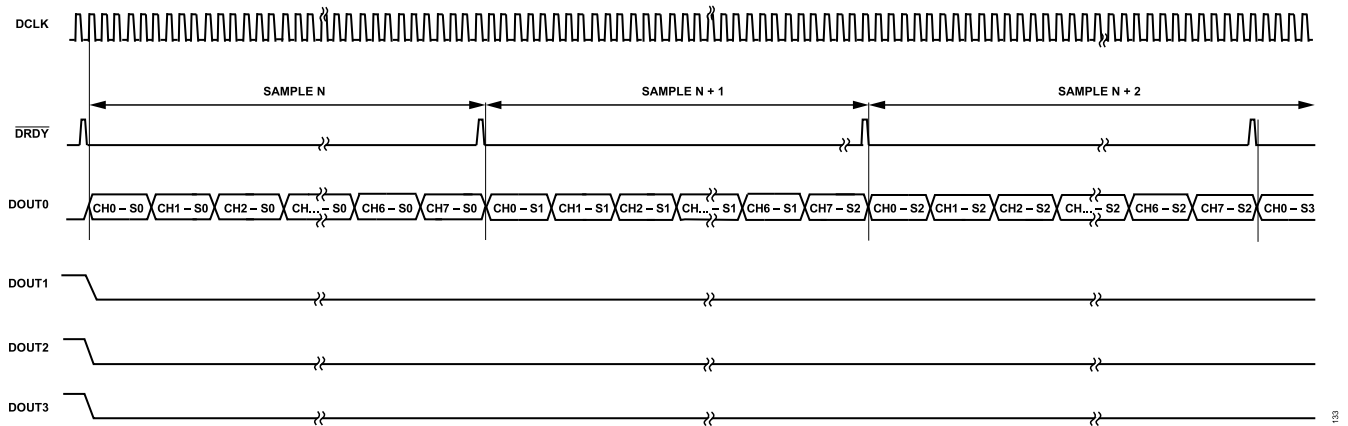 DCLK
SAMPLE N
SAMPLE N + 1
SAMPLE N + 2
DRDY
DOUT0
CH0 – S0
CH1 – S0
CH2 – S0
CH... – S0
CH6 – S0
CH7 – S0
CH0 – S1
CH1 – S1
CH2 – S1
CH... – S1
CH6 – S1
CH7 – S2
CH0 – S2
CH1 – S2
CH2 – S2
CH... – S2
CH6 – S2
CH7 – S2
CH0 – S3
DOUT1
DOUT2
DOUT3
133